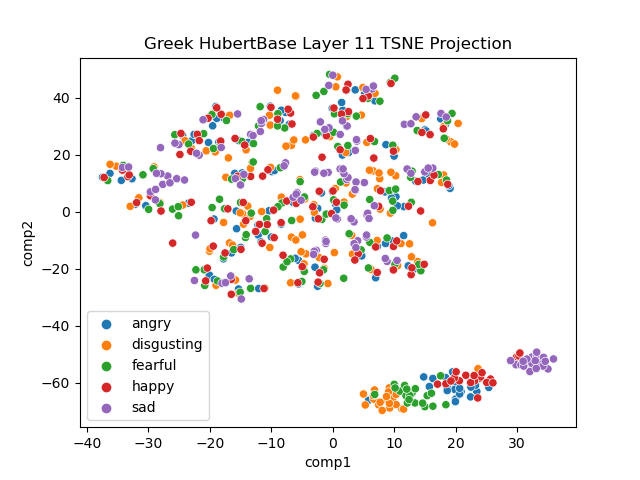 Greek HubertBase Layer 11 TSNE Projection
40
20
0
−20
−40
−60
comp2
angry
disgusting
fearful
happy
sad
−40 −30 −20 −10 0 10 20 30
comp1